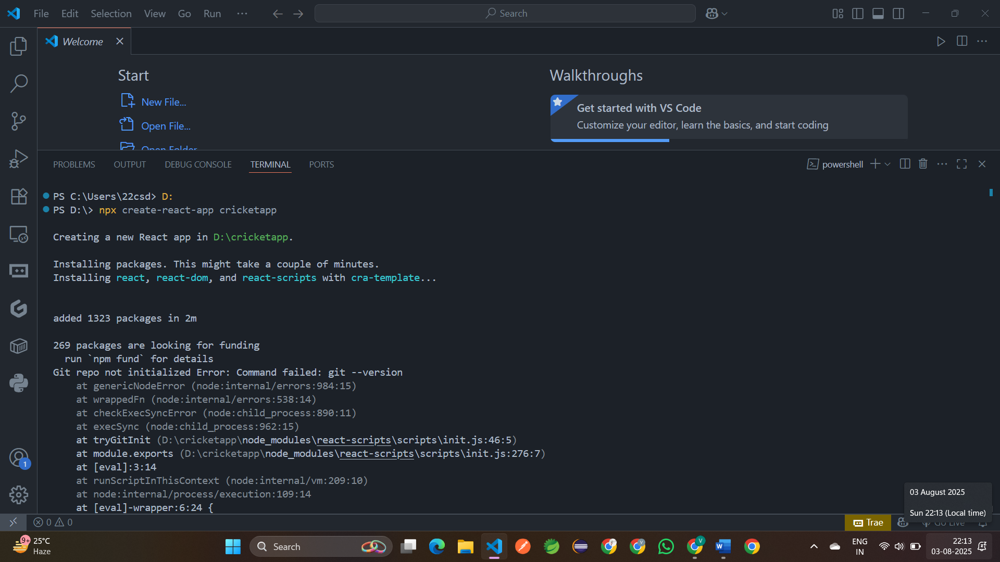 File Edit Selection View Go Run ···
Search
Welcome
Start
New File...
Open File...
Open Folder...
Walkthroughs
Get started with VS Code
Customize your editor, learn the basics, and start coding
PROBLEMS OUTPUT DEBUG CONSOLE TERMINAL PORTS
powershell
PS C:\Users\22csd> D:
PS D:\> npx create-react-app cricketapp
Creating a new React app in D:\cricketapp.
Installing packages. This might take a couple of minutes.
Installing react, react-dom, and react-scripts with cra-template...
added 1323 packages in 2m
269 packages are looking for funding
run `npm fund` for details
Git repo not initialized Error: Command failed: git --version
at genericNodeError (node:internal/errors:984:15)
at wrappedFn (node:internal/errors:538:14)
at checkExecSyncError (node:child_process:890:11)
at execSync (node:child_process:962:15)
at tryGitInit (D:\cricketapp\node_modules\react-scripts\scripts\init.js:46:5)
at module.exports (D:\cricketapp\node_modules\react-scripts\scripts\init.js:276:7)
at [eval]:3:14
at runScriptInThisContext (node:internal/vm:209:10)
at node:internal/process/execution:109:14
at [eval]-wrapper:6:24 {
1
03 August 2025
Sun 22:13 (Local time)
0 0
Trae
Go Live
9+
25°C
Haze
Search
V
V
ENG
IN
22:13
03-08-2025